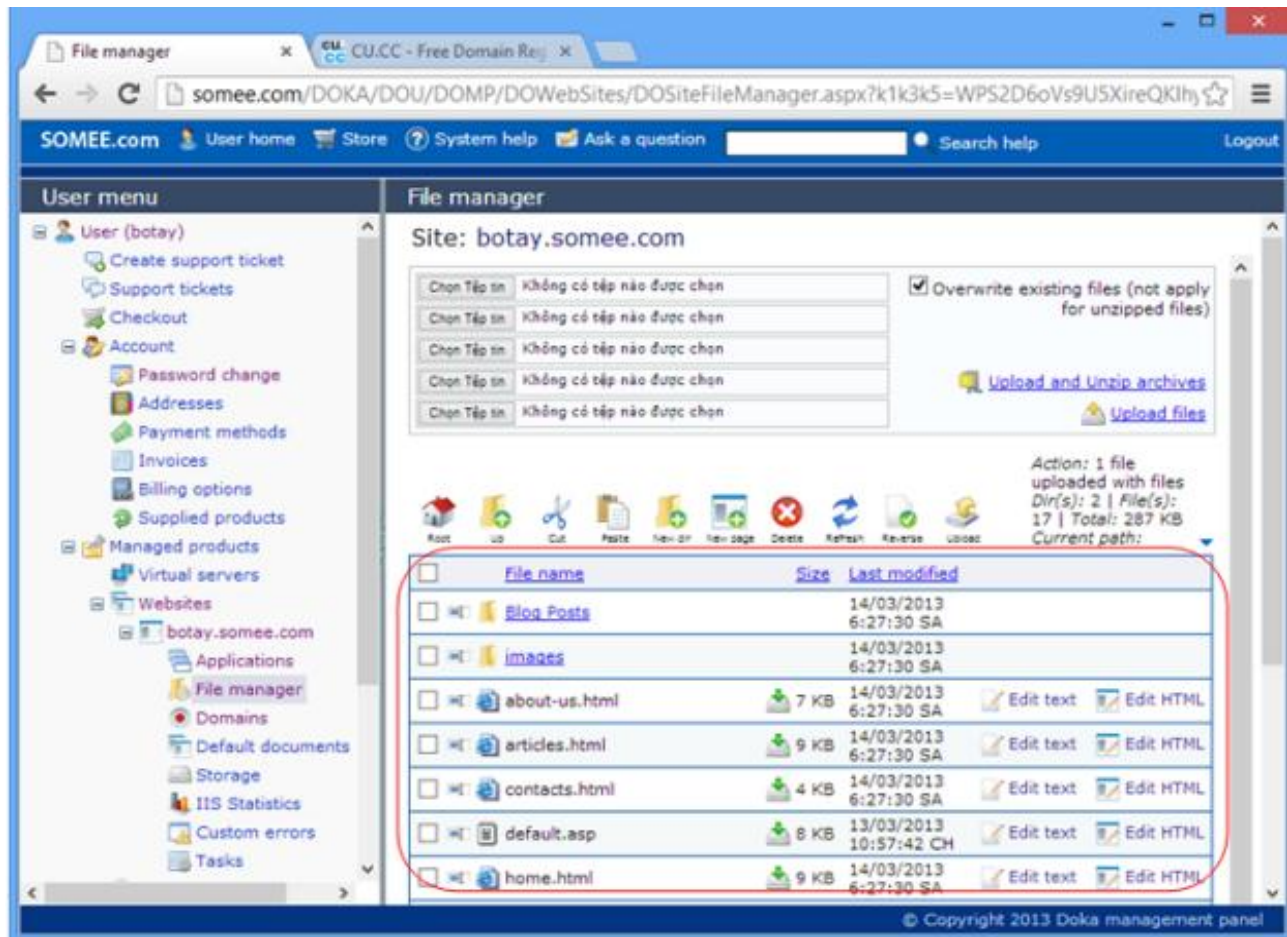 File manager
CU.CC - Free Domain Reg
somee.com/DOKA/DOU/DOMP/DOWebSites/DOSiteFileManager.aspx?k1k3k5=WPS2D6oVs9U5XireQKIhy
SOMEE.com User home Store System help Ask a question Search help Logout
User menu
User (botay)
Create support ticket
Support tickets
Checkout
Account
Password change
Addresses
Payment methods
Invoices
Billing options
Supplied products
Managed products
Virtual servers
Websites
botay.somee.com
Applications
File manager
Domains
Default documents
Storage
IIS Statistics
Custom errors
Tasks
File manager
Site: botay.somee.com
Chọn Tệp tin Không có tệp nào được chọn
Chọn Tệp tin Không có tệp nào được chọn
Chọn Tệp tin Không có tệp nào được chọn
Chọn Tệp tin Không có tệp nào được chọn
Chọn Tệp tin Không có tệp nào được chọn
Overwrite existing files (not apply
for unzipped files)
Upload and Unzip archives
Upload files
Root Up Cut Paste New dir New page Delete Refresh Reverse Upload
Action: 1 file
uploaded with files
Dir(s): 2 | File(s):
17 | Total: 287 KB
Current path:
File name Size Last modified
Blog Posts 14/03/2013
6:27:30 SA
images 14/03/2013
6:27:30 SA
about-us.html 7 KB 14/03/2013 Edit text Edit HTML
6:27:30 SA
articles.html 9 KB 14/03/2013 Edit text Edit HTML
6:27:30 SA
contacts.html 4 KB 14/03/2013 Edit text Edit HTML
6:27:30 SA
default.asp 8 KB 13/03/2013 Edit text Edit HTML
10:57:42 CH
home.html 9 KB 14/03/2013 Edit text Edit HTML
6:27:30 SA
© Copyright 2013 Doka management panel